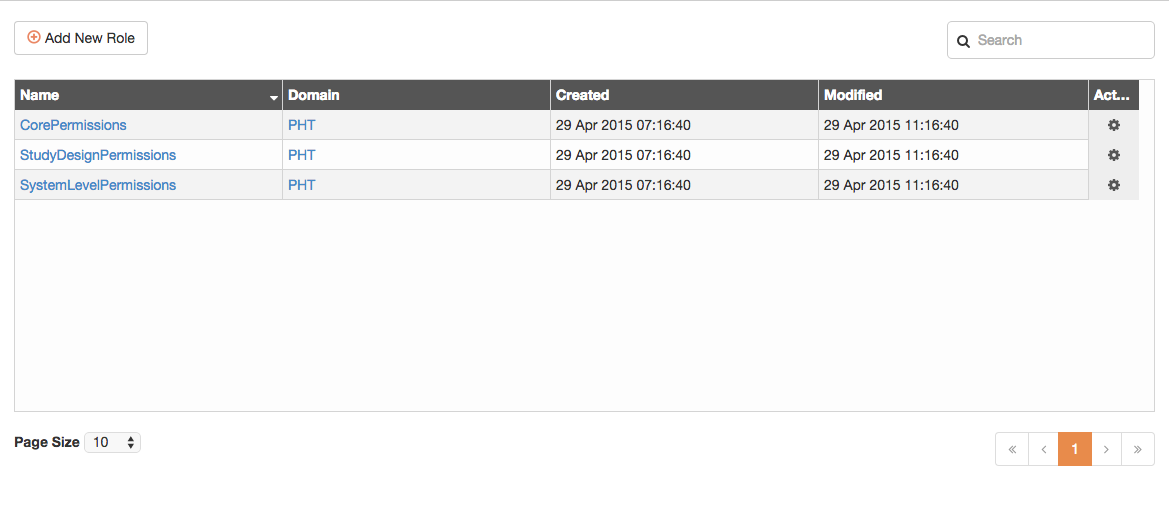 Add New Role
Search
Name Domain Created Modified Act...
CorePermissions PHT 29 Apr 2015 07:16:40 29 Apr 2015 11:16:40
StudyDesignPermissions PHT 29 Apr 2015 07:16:40 29 Apr 2015 11:16:40
SystemLevelPermissions PHT 29 Apr 2015 07:16:40 29 Apr 2015 11:16:40
Page Size 10
« ‹ 1 › »